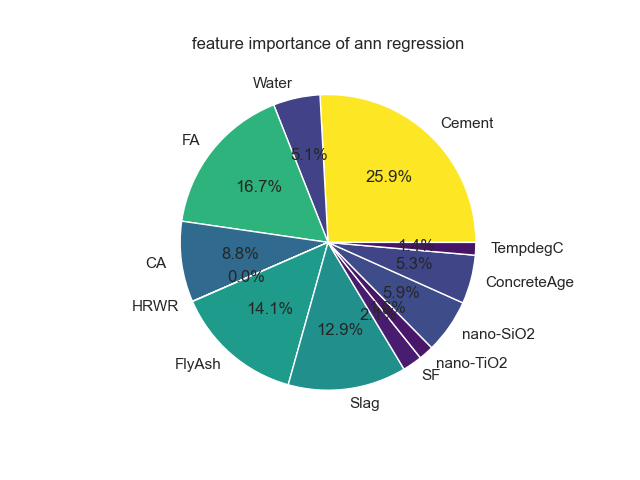 feature importance of ann regression
Water
Cement
FA
5.1%
25.9%
16.7%
1.4%
TempdegC
8.8%
5.3%
CA
0.0%
ConcreteAge
5.9%
HRWR
14.1%
2.1%
12.9%
nano-SiO2
FlyAsh
nano-TiO2
SF
Slag